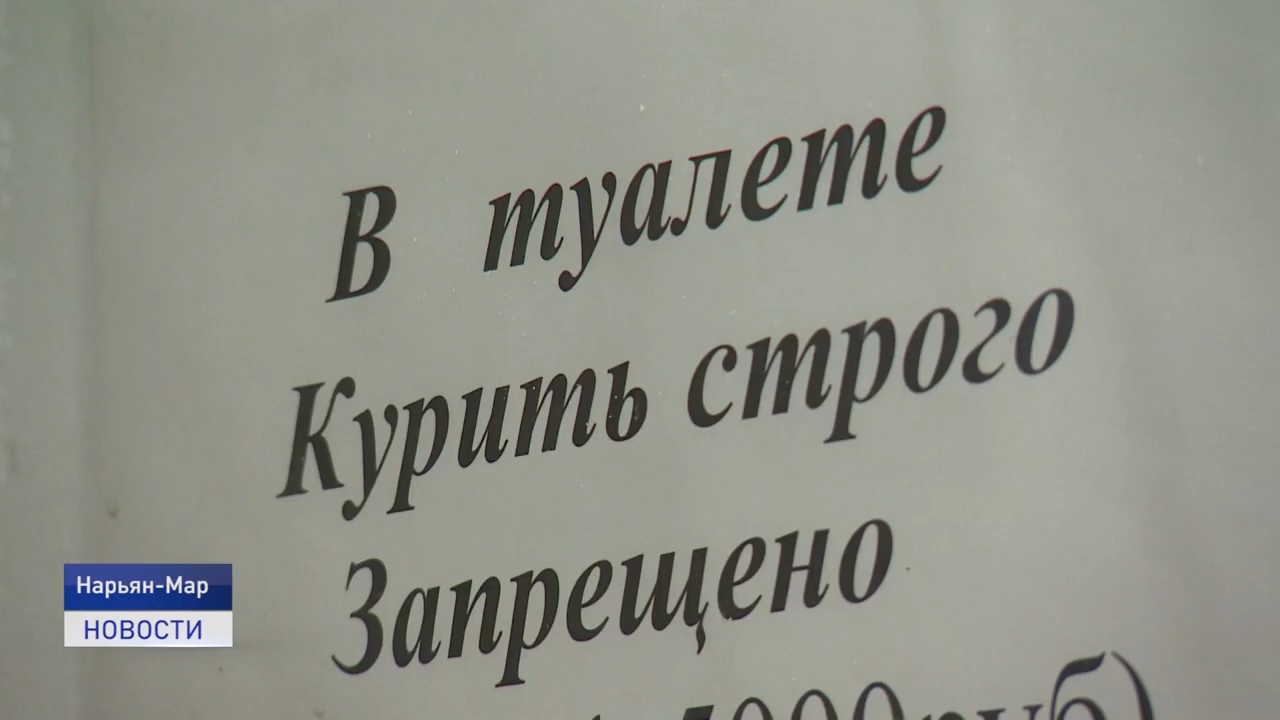 В туалете
Курить строго
Запрещено
Нарьян-Мар
НОВОСТИ